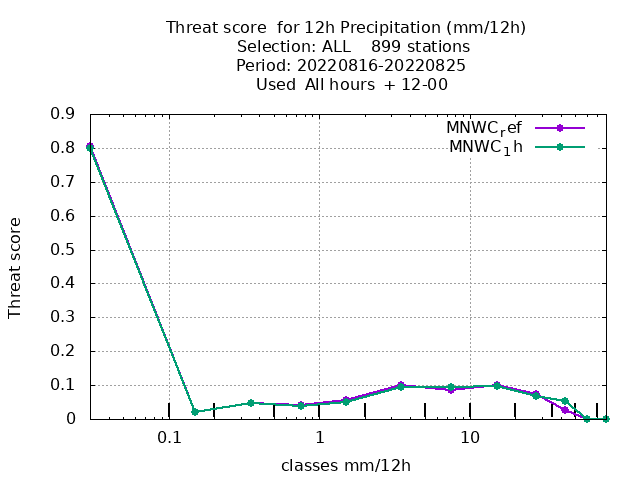 Threat score  for 12h Precipitation (mm/12h)
Selection: ALL    899 stations
Period: 20220816-20220825
Used  All hours  + 12-00
0.9
0.8
0.7
0.6
0.5
0.4
0.3
0.2
0.1
0
Threat score
MNWC_ref
MNWC_1h
0.1
1
10
classes mm/12h